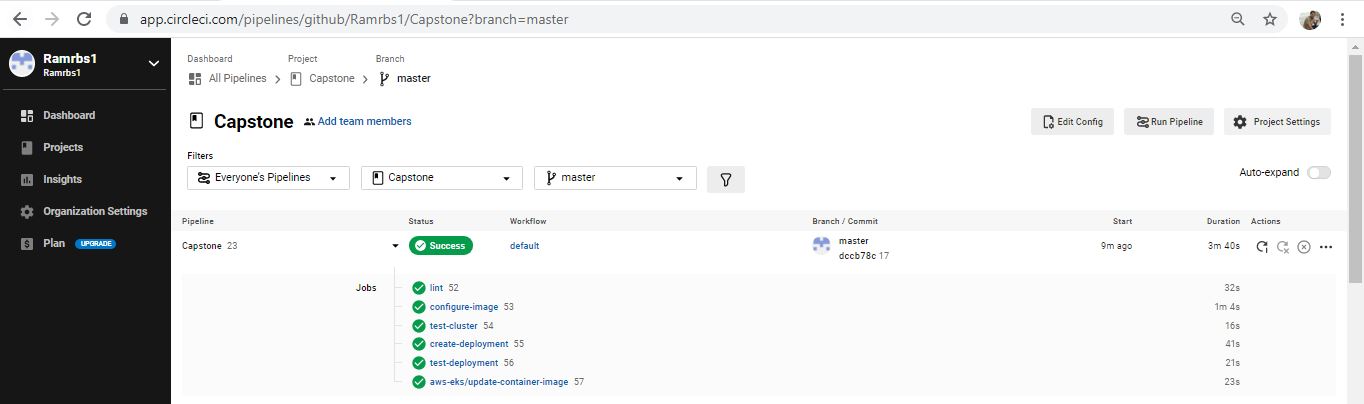 app.circleci.com/pipelines/github/Ramrbs1/Capstone?branch=master
Ramrbs1
Ramrbs1
Dashboard
Projects
Insights
Organization Settings
Plan UPGRADE
Dashboard Project Branch
All Pipelines Capstone master
Capstone Add team members
Edit Config Run Pipeline Project Settings
Filters
Everyone's Pipelines Capstone master
Auto-expand
Pipeline Status Workflow Branch / Commit Start Duration Actions
Capstone 23 Success default master 9m ago 3m 40s
dccb78c 17
Jobs lint 52 32s
configure-image 53 1m 4s
test-cluster 54 16s
create-deployment 55 41s
test-deployment 56 21s
aws-eks/update-container-image 57 23s